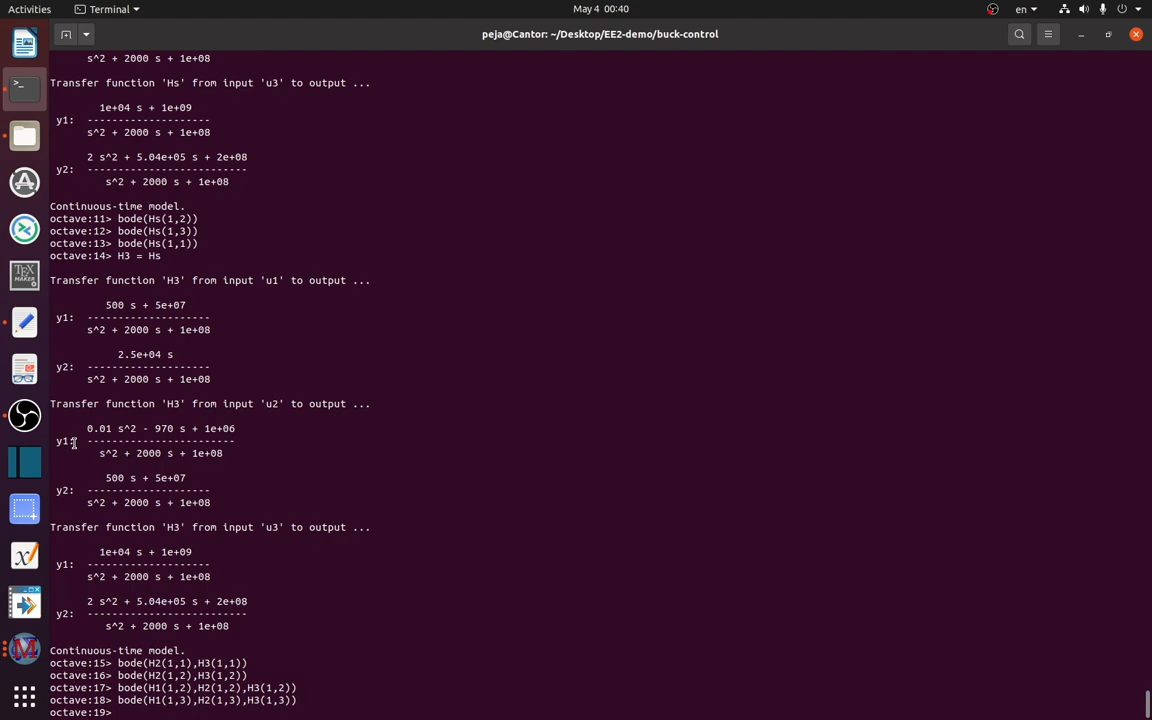 Activities
Terminal
May 4 00:40
en
peja@Cantor: ~/Desktop/EE2-demo/buck-control
s^2 + 2000 s + 1e+08
Transfer function 'Hs' from input 'u3' to output ...
1e+04 s + 1e+09
y1: ---------------------
s^2 + 2000 s + 1e+08
2 s^2 + 5.04e+05 s + 2e+08
y2: ---------------------------
s^2 + 2000 s + 1e+08
Continuous-time model.
octave:11> bode(Hs(1,2))
octave:12> bode(Hs(1,3))
octave:13> bode(Hs(1,1))
octave:14> H3 = Hs
Transfer function 'H3' from input 'u1' to output ...
500 s + 5e+07
y1: ---------------------
s^2 + 2000 s + 1e+08
2.5e+04 s
y2: ---------------------
s^2 + 2000 s + 1e+08
Transfer function 'H3' from input 'u2' to output ...
0.01 s^2 - 970 s + 1e+06
y1: -------------------------
s^2 + 2000 s + 1e+08
500 s + 5e+07
y2: ---------------------
s^2 + 2000 s + 1e+08
Transfer function 'H3' from input 'u3' to output ...
1e+04 s + 1e+09
y1: ---------------------
s^2 + 2000 s + 1e+08
2 s^2 + 5.04e+05 s + 2e+08
y2: ---------------------------
s^2 + 2000 s + 1e+08
Continuous-time model.
octave:15> bode(H2(1,1),H3(1,1))
octave:16> bode(H2(1,2),H3(1,2))
octave:17> bode(H1(1,2),H2(1,2),H3(1,2))
octave:18> bode(H1(1,3),H2(1,3),H3(1,3))
octave:19>
TEX
MAKER